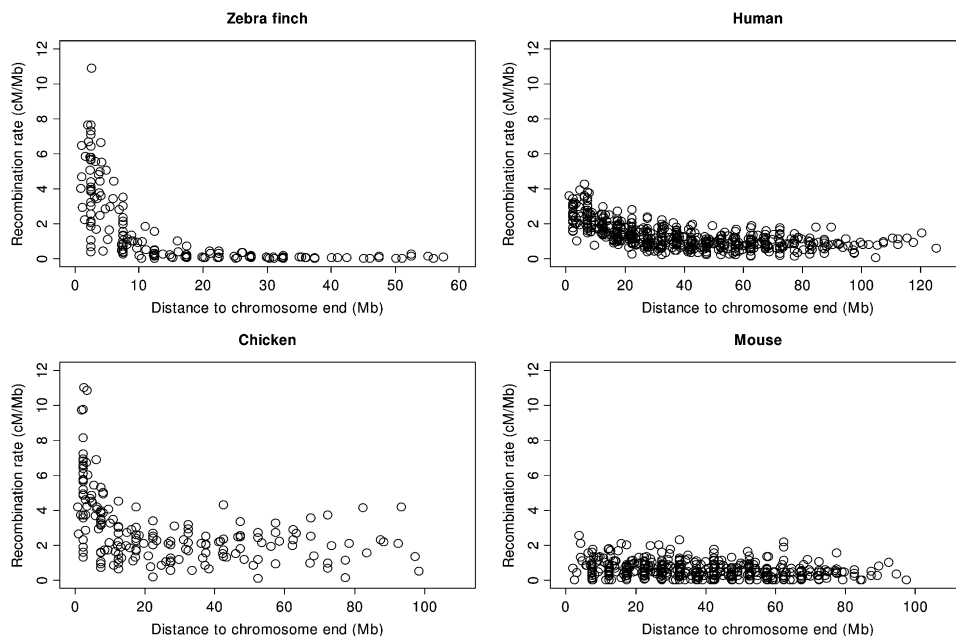 Zebra finch
Recombination rate (cM/Mb)
0 2 4 6 8 10 12
0 10 20 30 40 50 60
Distance to chromosome end (Mb)
Human
Recombination rate (cM/Mb)
0 2 4 6 8 10 12
0 20 40 60 80 100 120
Distance to chromosome end (Mb)
Chicken
Recombination rate (cM/Mb)
0 2 4 6 8 10 12
0 20 40 60 80 100
Distance to chromosome end (Mb)
Mouse
Recombination rate (cM/Mb)
0 2 4 6 8 10 12
0 20 40 60 80 100
Distance to chromosome end (Mb)